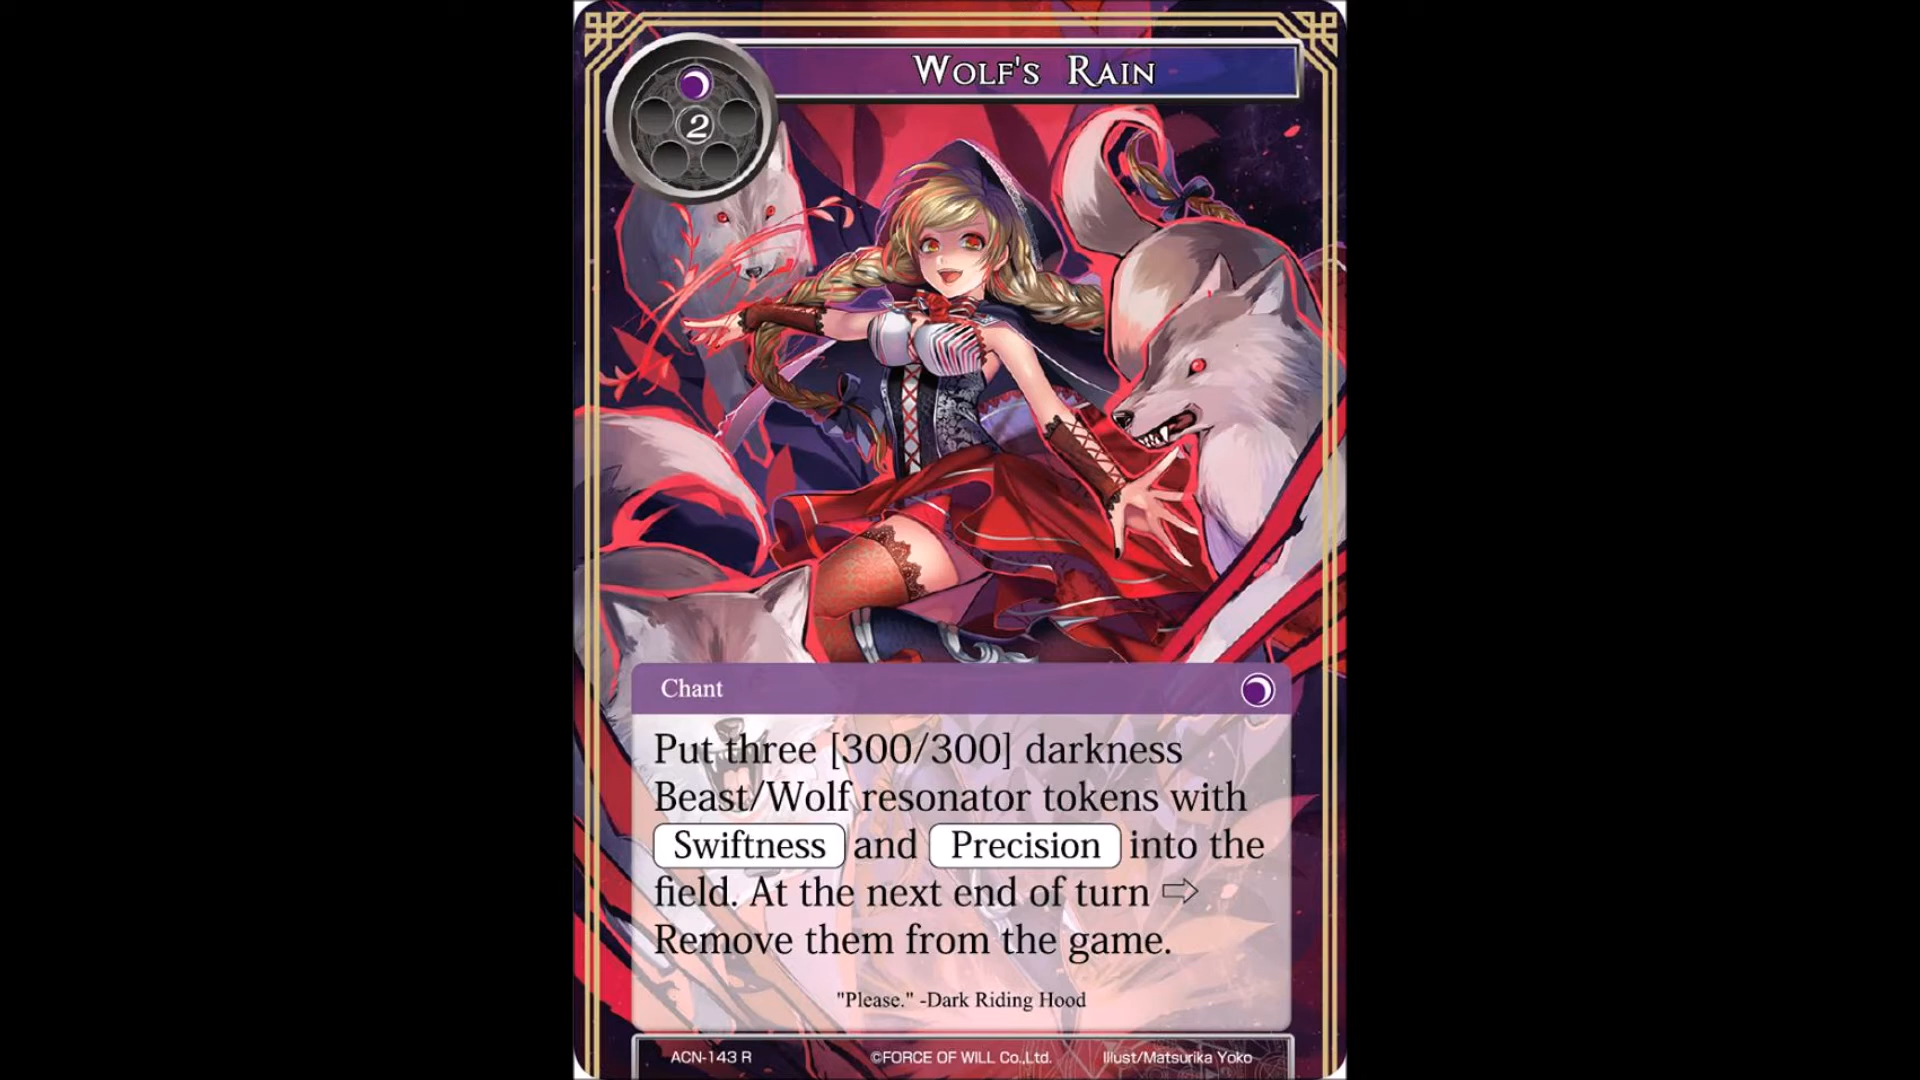 Wolf's Rain
2
Chant
Put three [300/300] darkness
Beast/Wolf resonator tokens with
Swiftness and Precision into the
field. At the next end of turn ⇨
Remove them from the game.
"Please." -Dark Riding Hood
ACN-143 R ©FORCE OF WILL Co.,Ltd. Illust/Matsurika Yoko